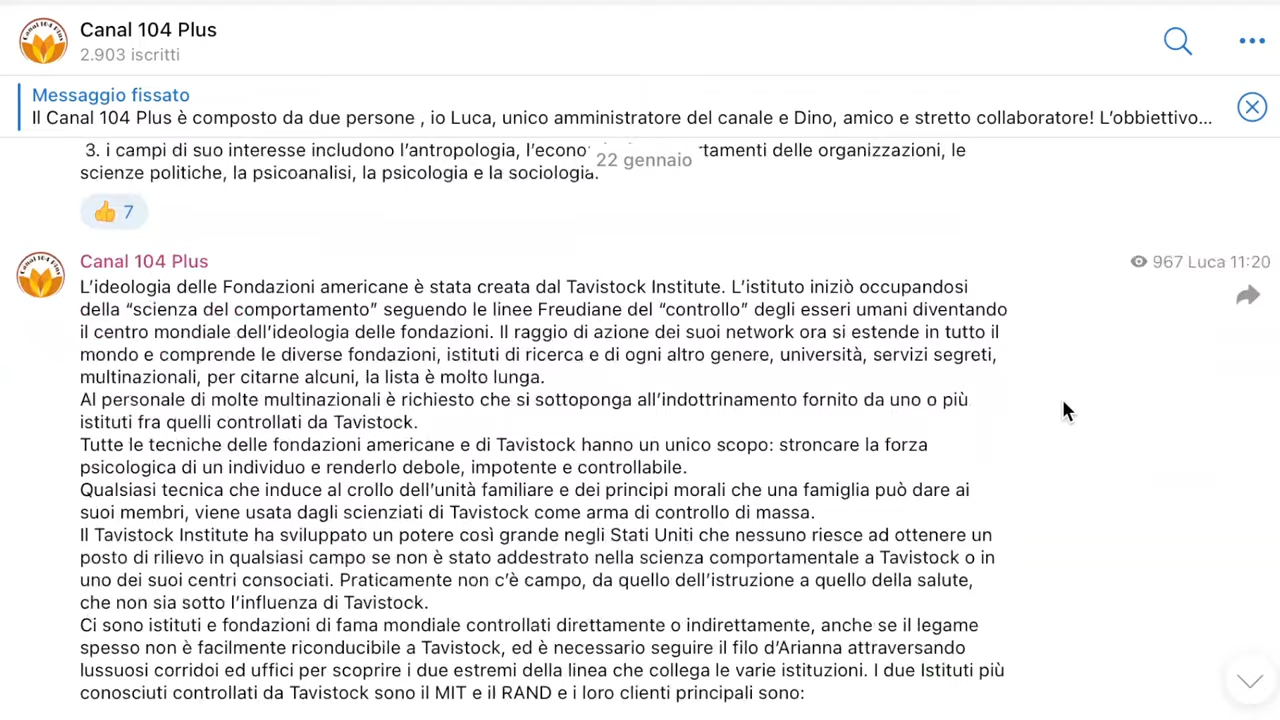 Canal 104 Plus
2.903 iscritti
Messaggio fissato
Il Canal 104 Plus è composto da due persone , io Luca, unico amministratore del canale e Dino, amico e stretto collaboratore! L’obbiettivo...
3. i campi di suo interesse includono l’antropologia, l’econo tamenti delle organizzazioni, le
22 gennaio
scienze politiche, la psicoanalisi, la psicologia e la sociologia.
👍 7
Canal 104 Plus
967 Luca 11:20
L’ideologia delle Fondazioni americane è stata creata dal Tavistock Institute. L’istituto iniziò occupandosi
della “scienza del comportamento” seguendo le linee Freudiane del “controllo” degli esseri umani diventando
il centro mondiale dell’ideologia delle fondazioni. Il raggio di azione dei suoi network ora si estende in tutto il
mondo e comprende le diverse fondazioni, istituti di ricerca e di ogni altro genere, università, servizi segreti,
multinazionali, per citarne alcuni, la lista è molto lunga.
Al personale di molte multinazionali è richiesto che si sottoponga all’indottrinamento fornito da uno o più
istituti fra quelli controllati da Tavistock.
Tutte le tecniche delle fondazioni americane e di Tavistock hanno un unico scopo: stroncare la forza
psicologica di un individuo e renderlo debole, impotente e controllabile.
Qualsiasi tecnica che induce al crollo dell’unità familiare e dei principi morali che una famiglia può dare ai
suoi membri, viene usata dagli scienziati di Tavistock come arma di controllo di massa.
Il Tavistock Institute ha sviluppato un potere così grande negli Stati Uniti che nessuno riesce ad ottenere un
posto di rilievo in qualsiasi campo se non è stato addestrato nella scienza comportamentale a Tavistock o in
uno dei suoi centri consociati. Praticamente non c’è campo, da quello dell’istruzione a quello della salute,
che non sia sotto l’influenza di Tavistock.
Ci sono istituti e fondazioni di fama mondiale controllati direttamente o indirettamente, anche se il legame
spesso non è facilmente riconducibile a Tavistock, ed è necessario seguire il filo d’Arianna attraversando
lussuosi corridoi ed uffici per scoprire i due estremi della linea che collega le varie istituzioni. I due Istituti più
conosciuti controllati da Tavistock sono il MIT e il RAND e i loro clienti principali sono: